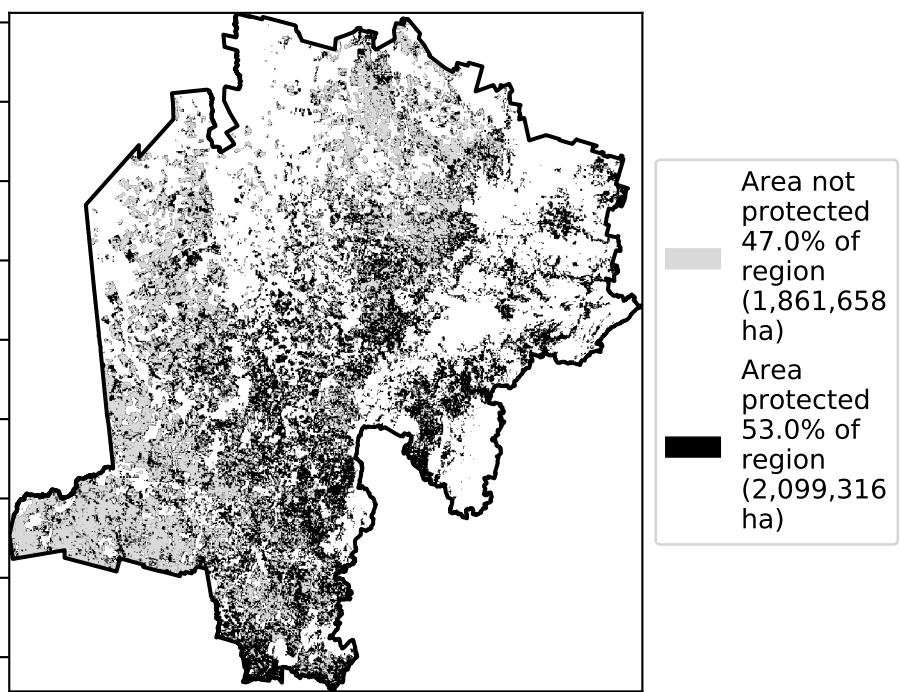 Area not
protected
47.0% of
region
(1,861,658
ha)
Area
protected
53.0% of
region
(2,099,316
ha)